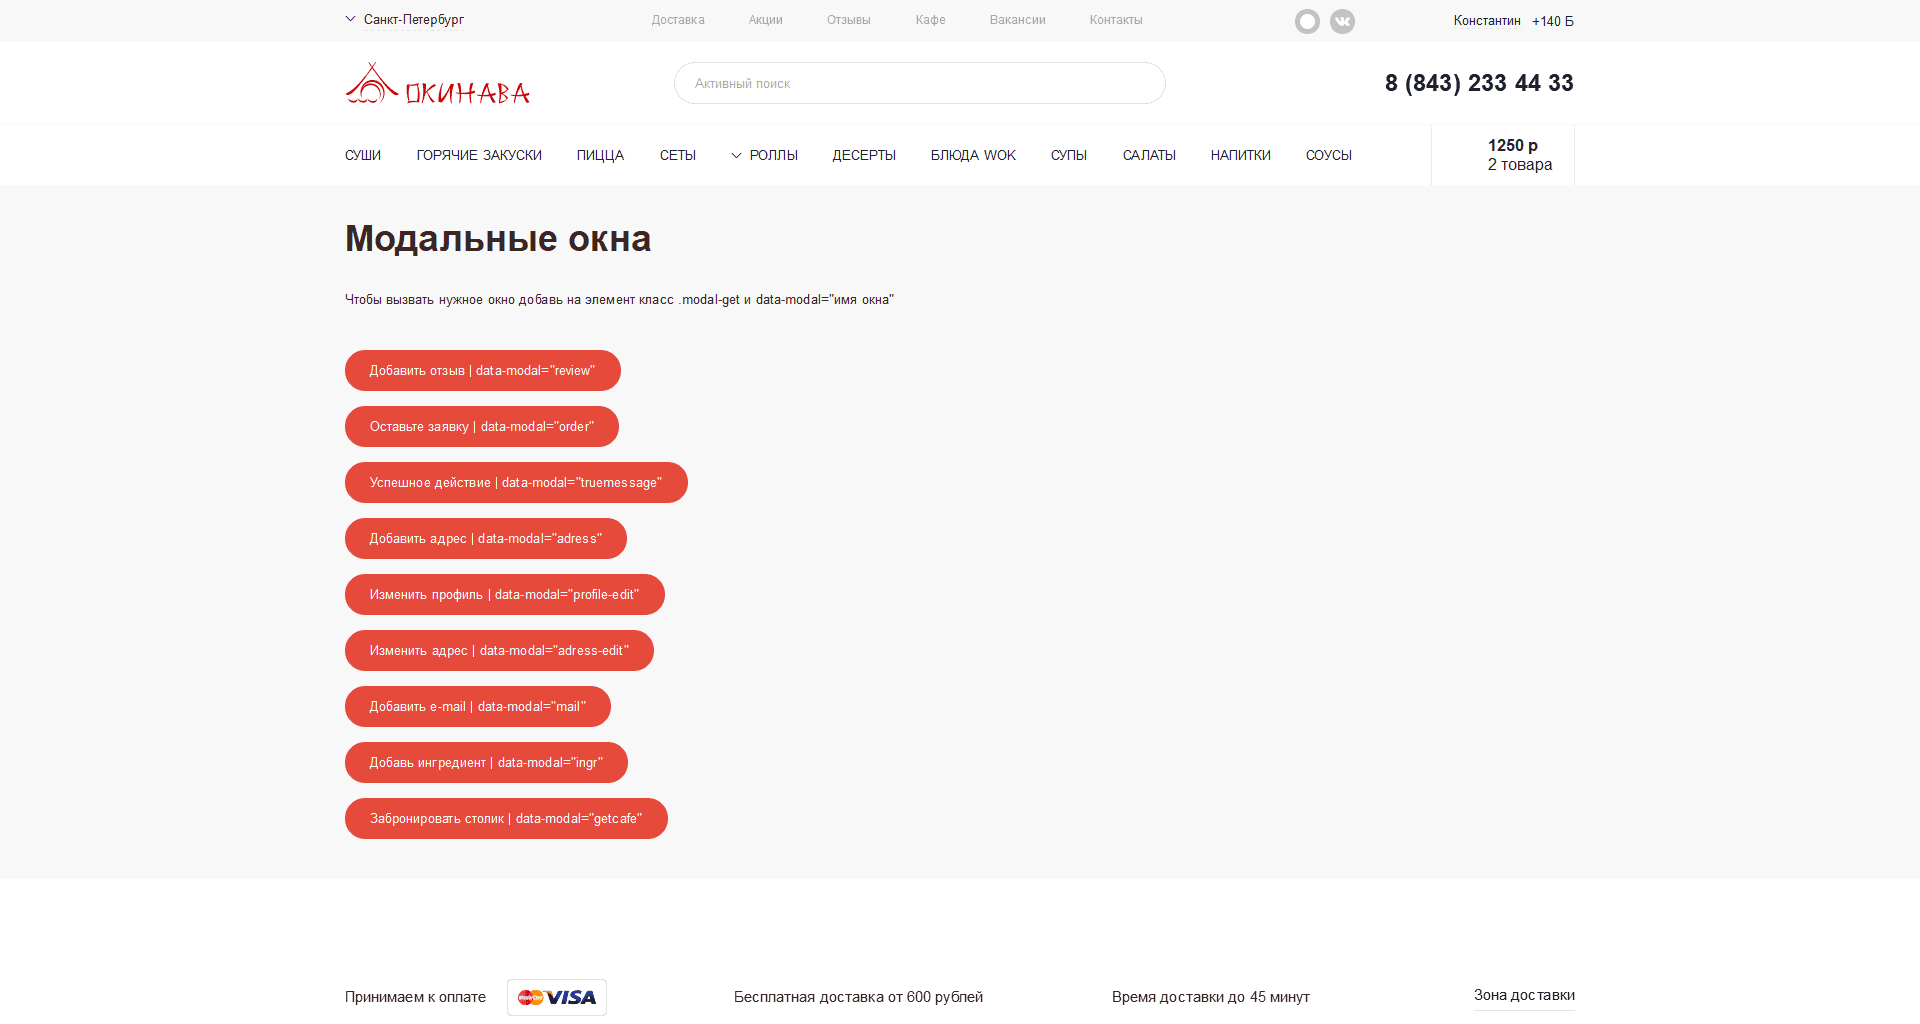 Санкт-Петербург
Доставка
Акции
Отзывы
Кафе
Вакансии
Контакты
Константин
+140 Б
ОКИНАВА
Активный поиск
8 (843) 233 44 33
СУШИ
ГОРЯЧИЕ ЗАКУСКИ
ПИЦЦА
СЕТЫ
РОЛЛЫ
ДЕСЕРТЫ
БЛЮДА WOK
СУПЫ
САЛАТЫ
НАПИТКИ
СОУСЫ
1250 р
2 товара
Модальные окна
Чтобы вызвать нужное окно добавь на элемент класс .modal-get и data-modal="имя окна"
Добавить отзыв | data-modal="review"
Оставьте заявку | data-modal="order"
Успешное действие | data-modal="truemessage"
Добавить адрес | data-modal="adress"
Изменить профиль | data-modal="profile-edit"
Изменить адрес | data-modal="adress-edit"
Добавить e-mail | data-modal="mail"
Добавь ингредиент | data-modal="ingr"
Забронировать столик | data-modal="getcafe"
Принимаем к оплате
VISA
Бесплатная доставка от 600 рублей
Время доставки до 45 минут
Зона доставки